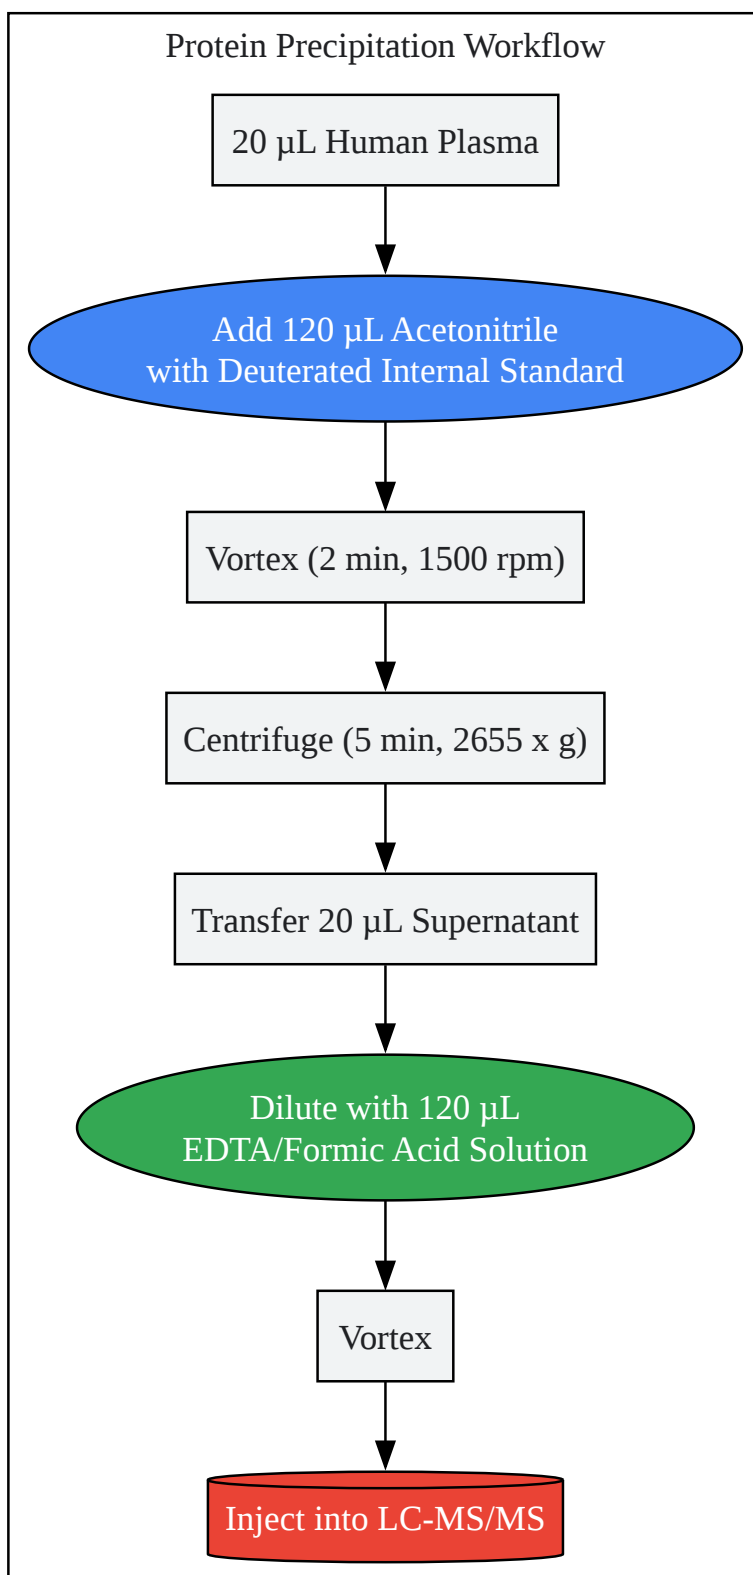 Protein Precipitation Workflow
20 µL Human Plasma
Add 120 µL Acetonitrile
with Deuterated Internal Standard
Vortex (2 min, 1500 rpm)
Centrifuge (5 min, 2655 x g)
Transfer 20 µL Supernatant
Dilute with 120 µL
EDTA/Formic Acid Solution
Vortex
Inject into LC-MS/MS